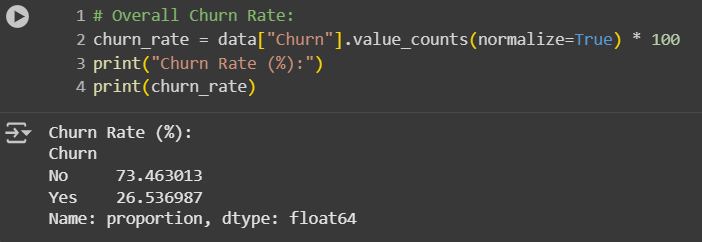 1 # Overall Churn Rate:
2 churn_rate = data["Churn"].value_counts(normalize=True) * 100
3 print("Churn Rate (%):")
4 print(churn_rate)
Churn Rate (%):
Churn
No     73.463013
Yes    26.536987
Name: proportion, dtype: float64